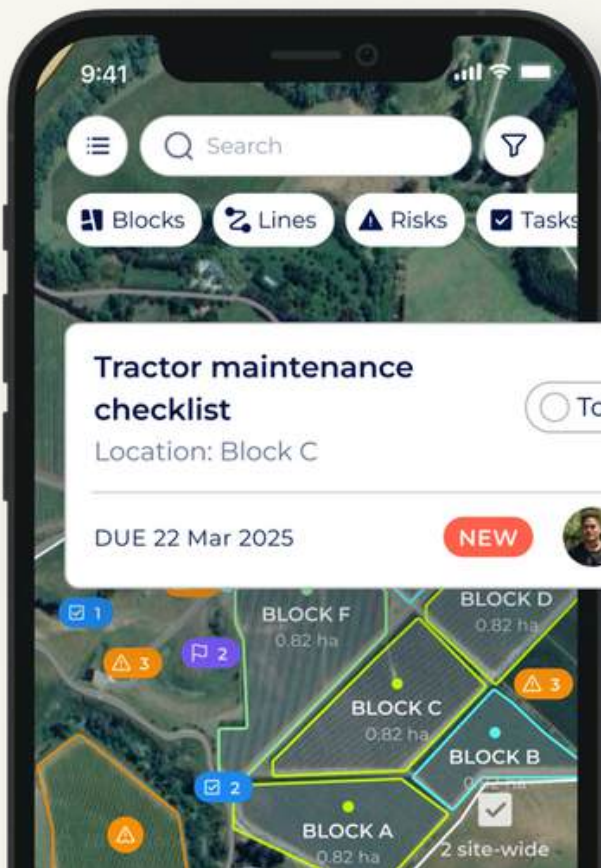 9:41
Search
Blocks
Lines
Risks
Tasks
Tractor maintenance
checklist
Location: Block C
DUE 22 Mar 2025
NEW
1
BLOCK F
0.82 ha
BLOCK D
0.82 ha
3
2
3
BLOCK C
0.82 ha
BLOCK B
2
BLOCK A
0.82 ha
2 site-wide